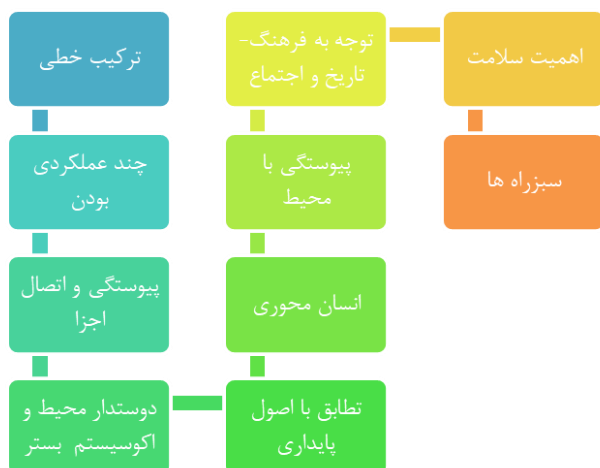 ترکیب خطی
چند عملکردی
بودن
پیوستگی و اتصال
اجزا
دوستدار محیط و
اکوسیستم بستر
تطابق با اصول
پایداری
انسان محوری
پیوستگی با
محیط
توجه به فرهنگ-
تاریخ و اجتماع
اهمیت سلامت
سبزراه ها